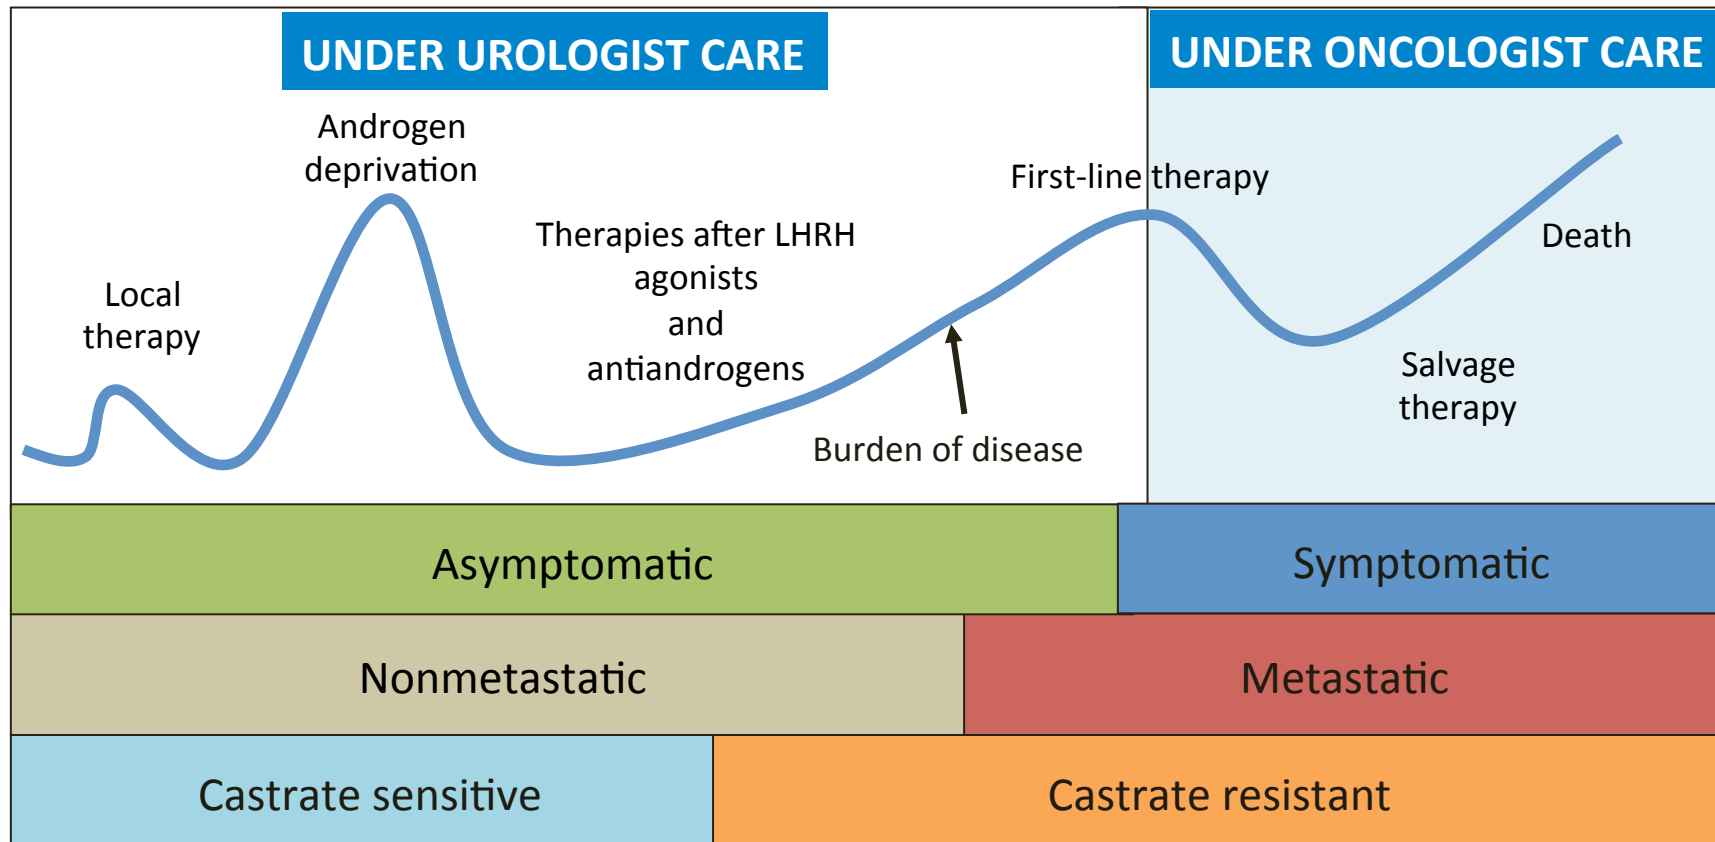 UNDER UROLOGIST CARE
UNDER ONCOLOGIST CARE
Androgen
deprivation
Local
therapy
Therapies after LHRH
agonists
and
antiandrogens
First-line therapy
Death
Salvage
therapy
Burden of disease
Asymptomatic
Symptomatic
Nonmetastatic
Metastatic
Castrate sensitive
Castrate resistant